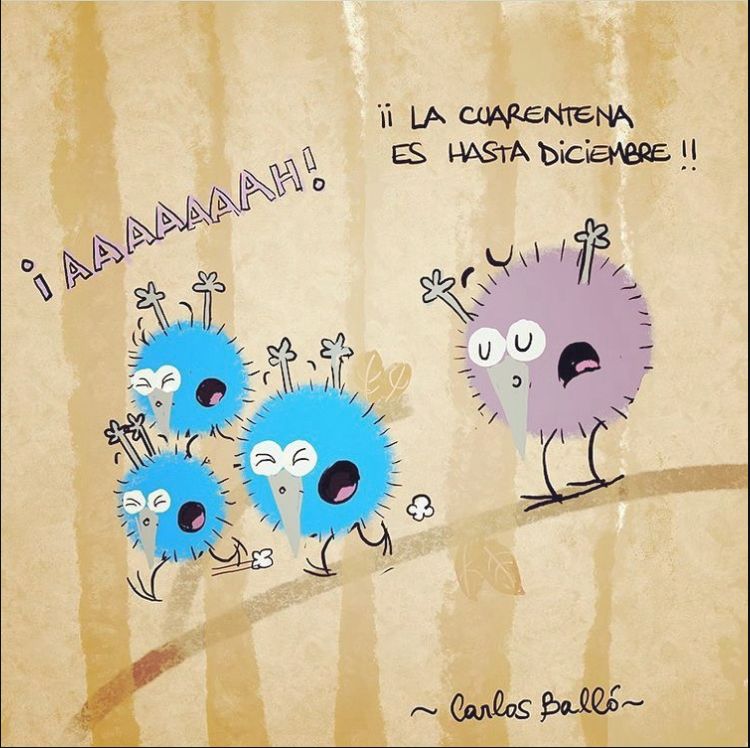 ¡AAAAAAAH!
¡¡ LA CUARENTENA
ES HASTA DICIEMBRE !!
~ Carlos Balló ~